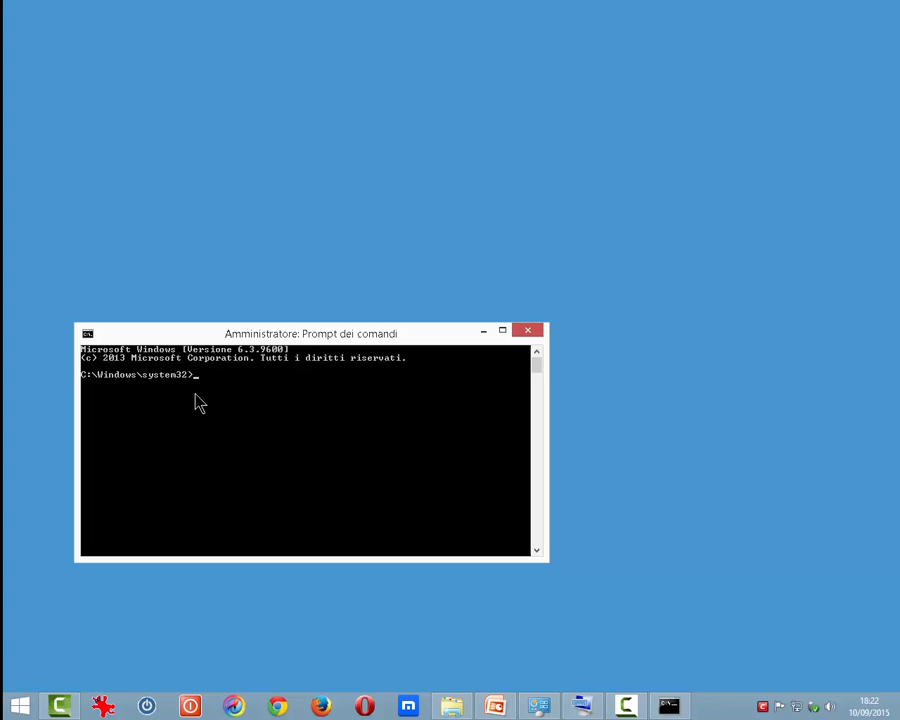 Amministratore: Prompt dei comandi
Microsoft Windows [Versione 6.3.9600]
(c) 2013 Microsoft Corporation. Tutti i diritti riservati.
C:\Windows\system32>_
18:22
10/09/2015